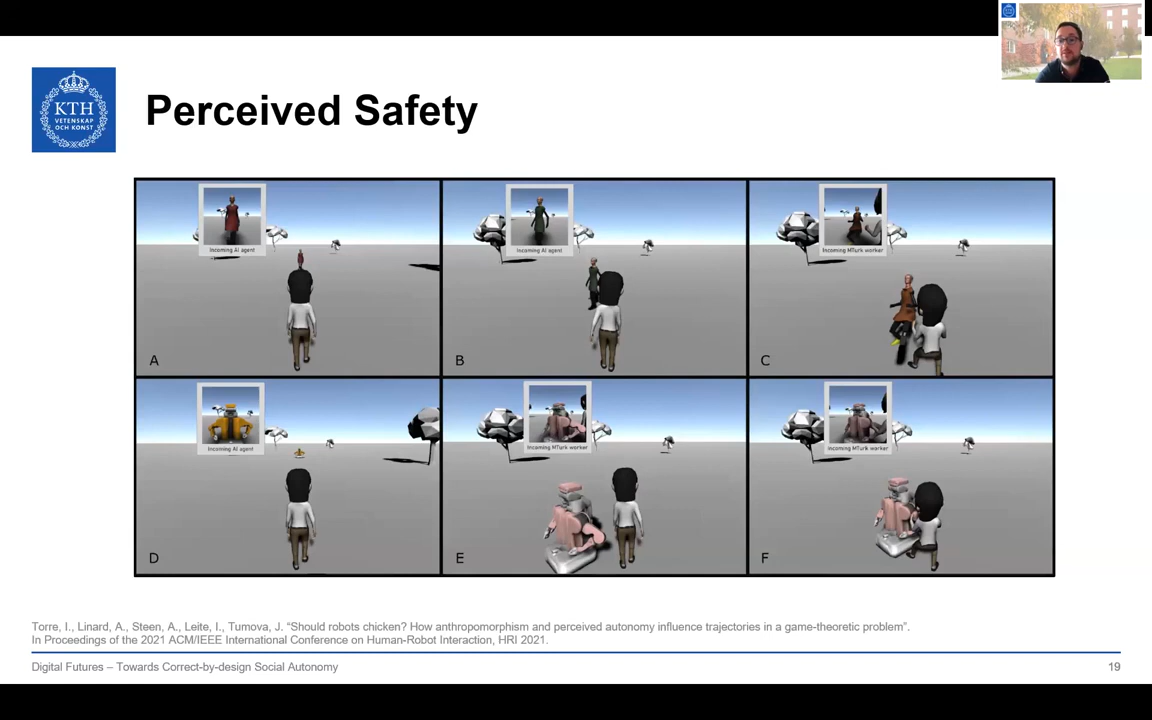 KTH
VETENSKAP
OCH KONST
Perceived Safety
Incoming AI agent
A
Incoming AI agent
B
Incoming MTurk worker
C
Incoming AI agent
D
Incoming MTurk worker
E
Incoming MTurk worker
F
Torre, I., Linard, A., Steen, A., Leite, I., Tumova, J. “Should robots chicken? How anthropomorphism and perceived autonomy influence trajectories in a game-theoretic problem”.
In Proceedings of the 2021 ACM/IEEE International Conference on Human-Robot Interaction, HRI 2021.
Digital Futures – Towards Correct-by-design Social Autonomy
19